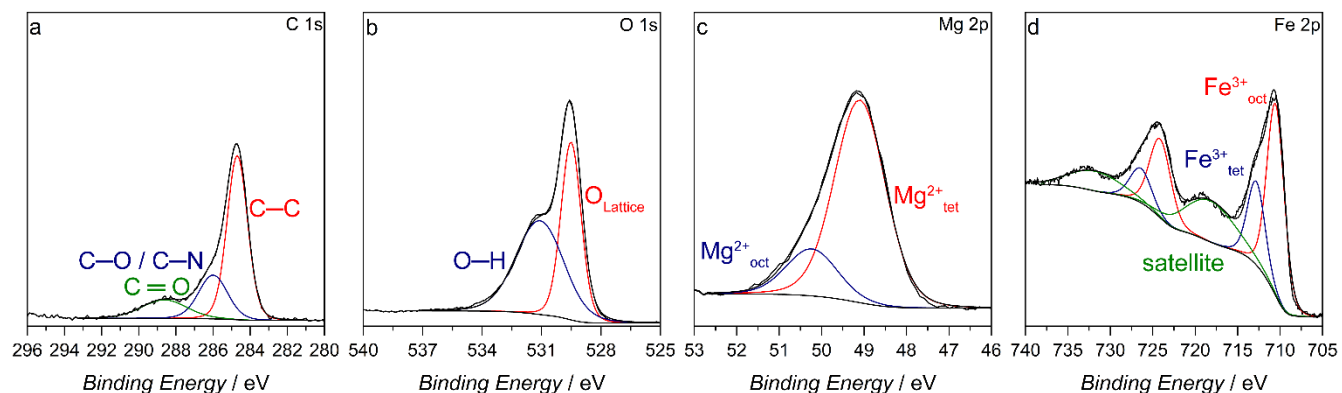 a
C 1s
C–C
C–O / C–N
C=O
296 294 292 290 288 286 284 282 280
Binding Energy / eV
b
O 1s
O Lattice
O–H
540 537 534 531 528 525
Binding Energy / eV
c
Mg 2p
Mg²⁺ tet
Mg²⁺ oct
53 52 51 50 49 48 47 46
Binding Energy / eV
d
Fe 2p
Fe³⁺ oct
Fe³⁺ tet
satellite
740 735 730 725 720 715 710 705
Binding Energy / eV